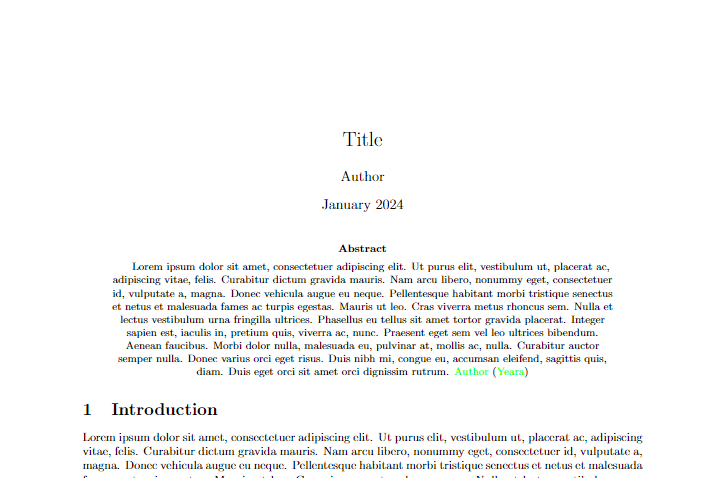 Title
Author
January 2024
Abstract
Lorem ipsum dolor sit amet, consectetuer adipiscing elit. Ut purus elit, vestibulum ut, placerat ac,
adipiscing vitae, felis. Curabitur dictum gravida mauris. Nam arcu libero, nonummy eget, consectetuer
id, vulputate a, magna. Donec vehicula augue eu neque. Pellentesque habitant morbi tristique senectus
et netus et malesuada fames ac turpis egestas. Mauris ut leo. Cras viverra metus rhoncus sem. Nulla et
lectus vestibulum urna fringilla ultrices. Phasellus eu tellus sit amet tortor gravida placerat. Integer
sapien est, iaculis in, pretium quis, viverra ac, nunc. Praesent eget sem vel leo ultrices bibendum.
Aenean faucibus. Morbi dolor nulla, malesuada eu, pulvinar at, mollis ac, nulla. Curabitur auctor
semper nulla. Donec varius orci eget risus. Duis nibh mi, congue eu, accumsan eleifend, sagittis quis,
diam. Duis eget orci sit amet orci dignissim rutrum. Author (Yeara)
1 Introduction
Lorem ipsum dolor sit amet, consectetuer adipiscing elit. Ut purus elit, vestibulum ut, placerat ac, adipiscing
vitae, felis. Curabitur dictum gravida mauris. Nam arcu libero, nonummy eget, consectetuer id, vulputate a,
magna. Donec vehicula augue eu neque. Pellentesque habitant morbi tristique senectus et netus et malesuada